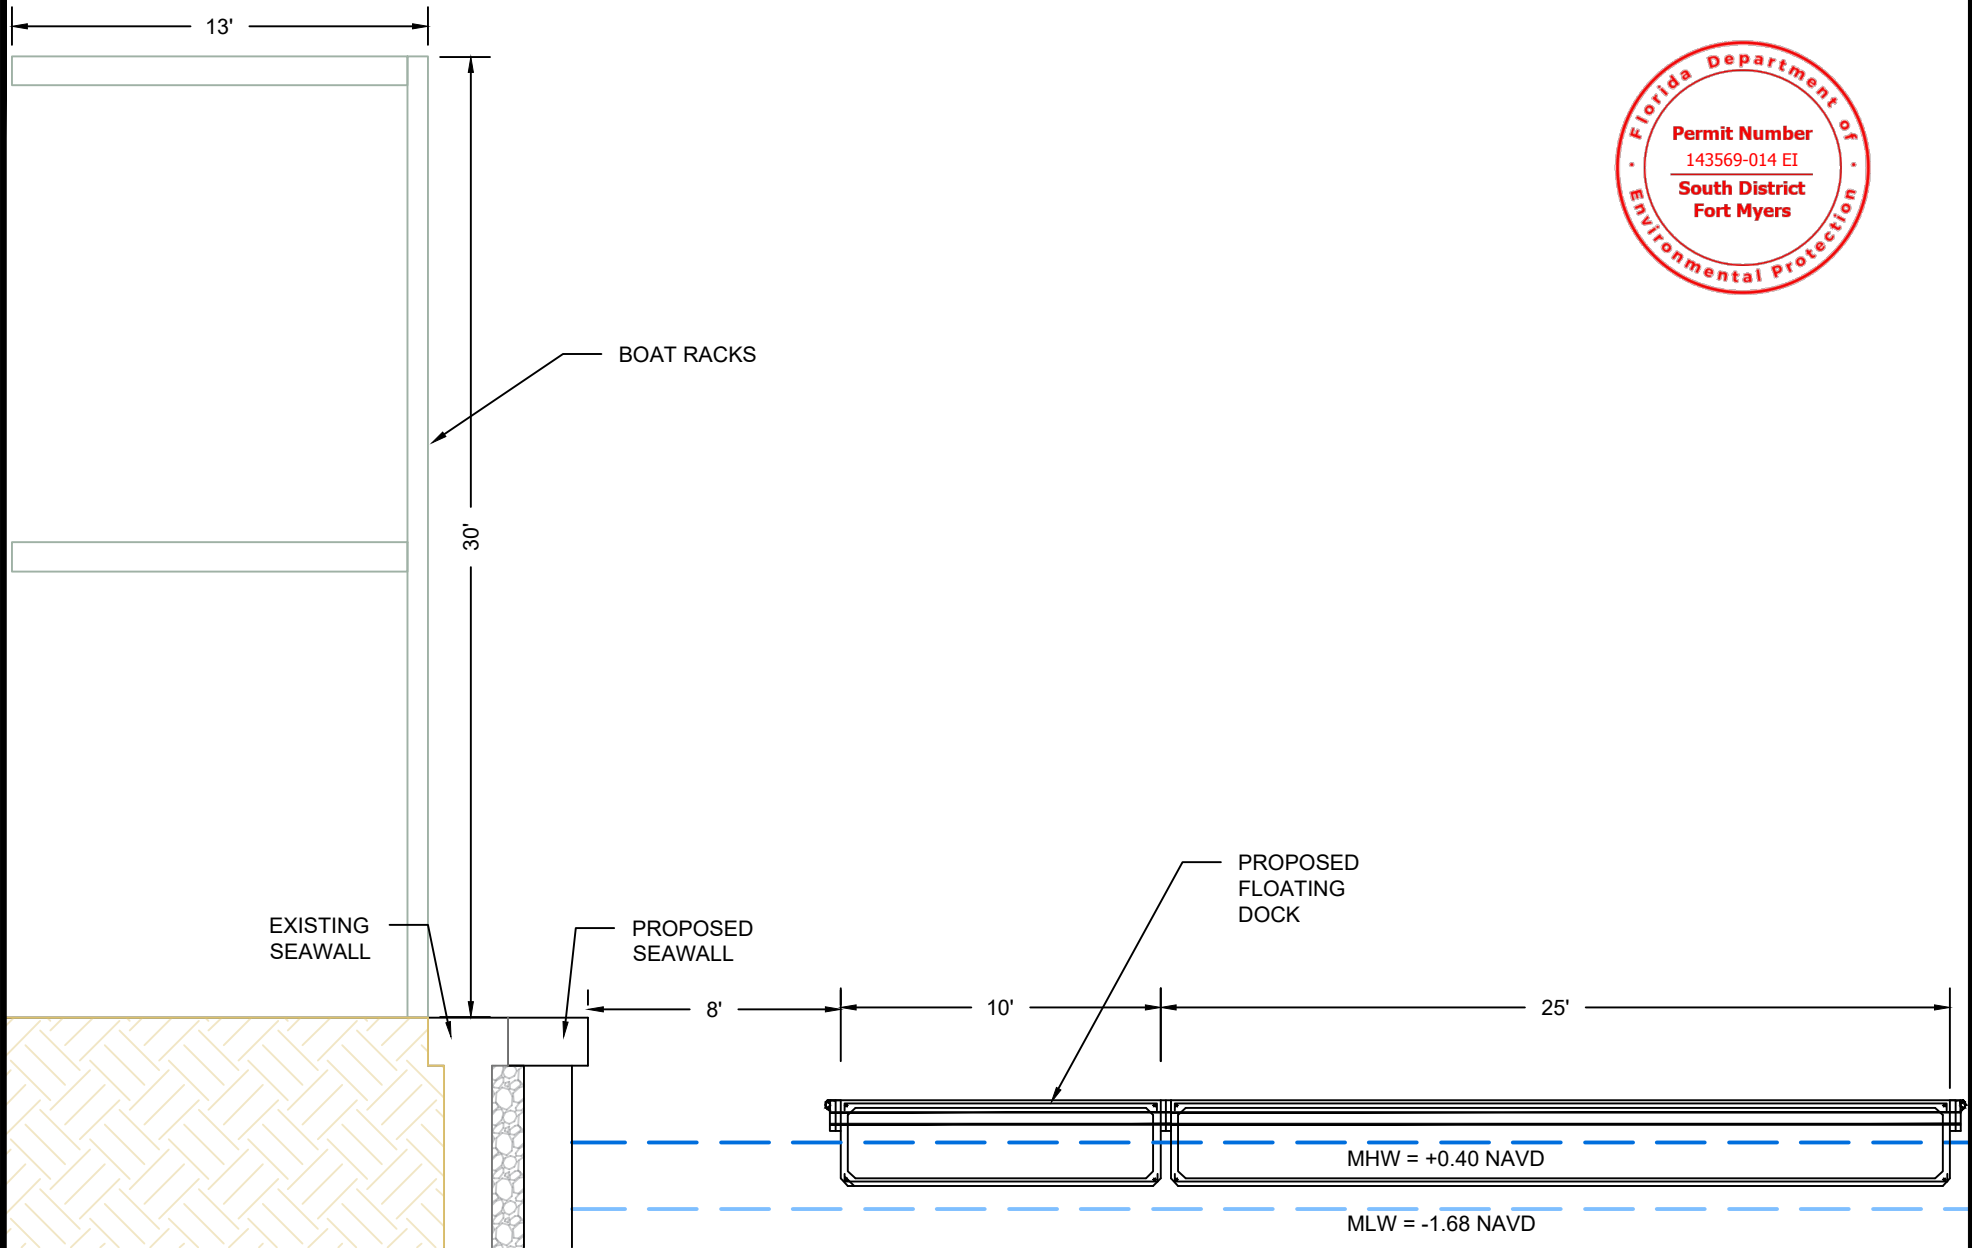 13'
Florida Department of
Permit Number
143569-014 EI
South District
Fort Myers
Environmental Protection
BOAT RACKS
30'
PROPOSED
FLOATING
DOCK
EXISTING
SEAWALL
PROPOSED
SEAWALL
8'
10'
25'
MHW = +0.40 NAVD
MLW = -1.68 NAVD